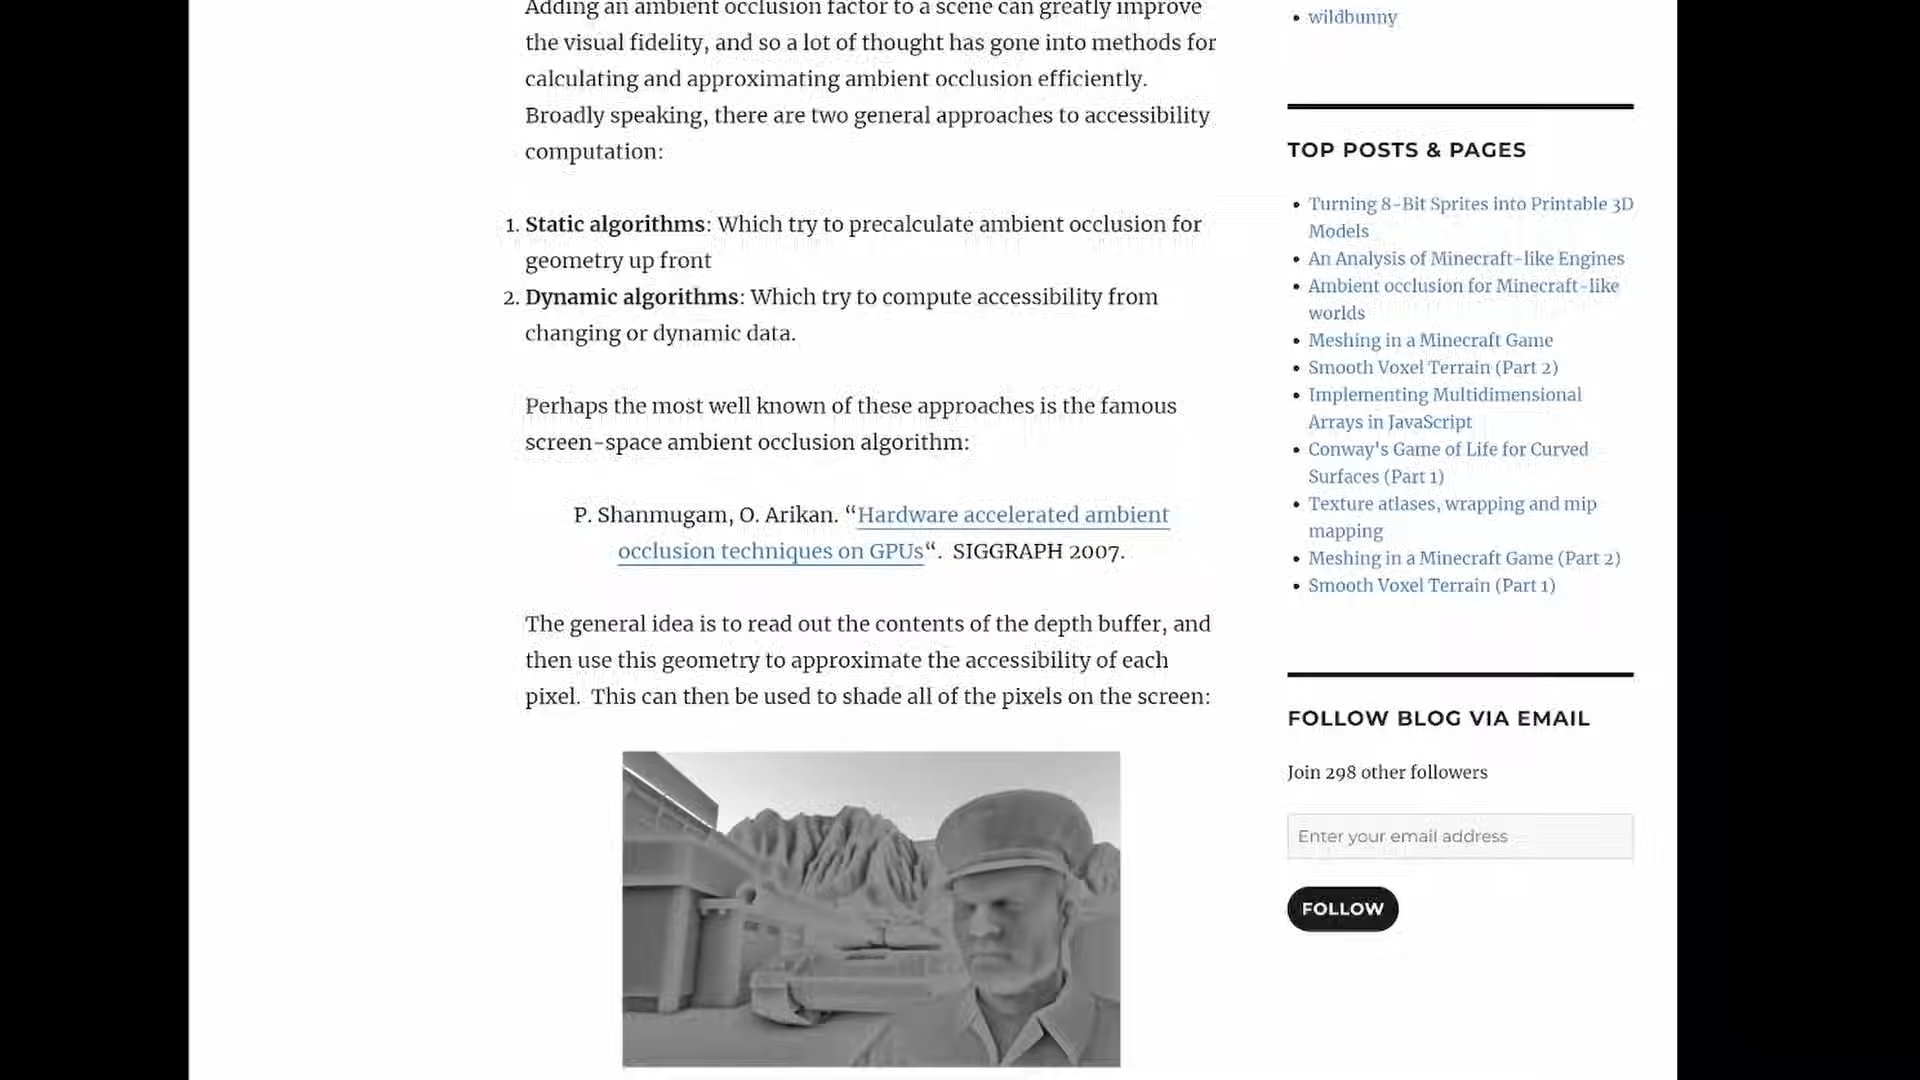 Adding an ambient occlusion factor to a scene can greatly improve
the visual fidelity, and so a lot of thought has gone into methods for
calculating and approximating ambient occlusion efficiently.
Broadly speaking, there are two general approaches to accessibility
computation:
1. Static algorithms: Which try to precalculate ambient occlusion for
geometry up front
2. Dynamic algorithms: Which try to compute accessibility from
changing or dynamic data.
Perhaps the most well known of these approaches is the famous
screen-space ambient occlusion algorithm:
P. Shanmugam, O. Arikan. “Hardware accelerated ambient
occlusion techniques on GPUs“.  SIGGRAPH 2007.
The general idea is to read out the contents of the depth buffer, and
then use this geometry to approximate the accessibility of each
pixel.  This can then be used to shade all of the pixels on the screen:
wildbunny
TOP POSTS & PAGES
Turning 8-Bit Sprites into Printable 3D
Models
An Analysis of Minecraft-like Engines
Ambient occlusion for Minecraft-like
worlds
Meshing in a Minecraft Game
Smooth Voxel Terrain (Part 2)
Implementing Multidimensional
Arrays in JavaScript
Conway's Game of Life for Curved
Surfaces (Part 1)
Texture atlases, wrapping and mip
mapping
Meshing in a Minecraft Game (Part 2)
Smooth Voxel Terrain (Part 1)
FOLLOW BLOG VIA EMAIL
Join 298 other followers
Enter your email address
FOLLOW